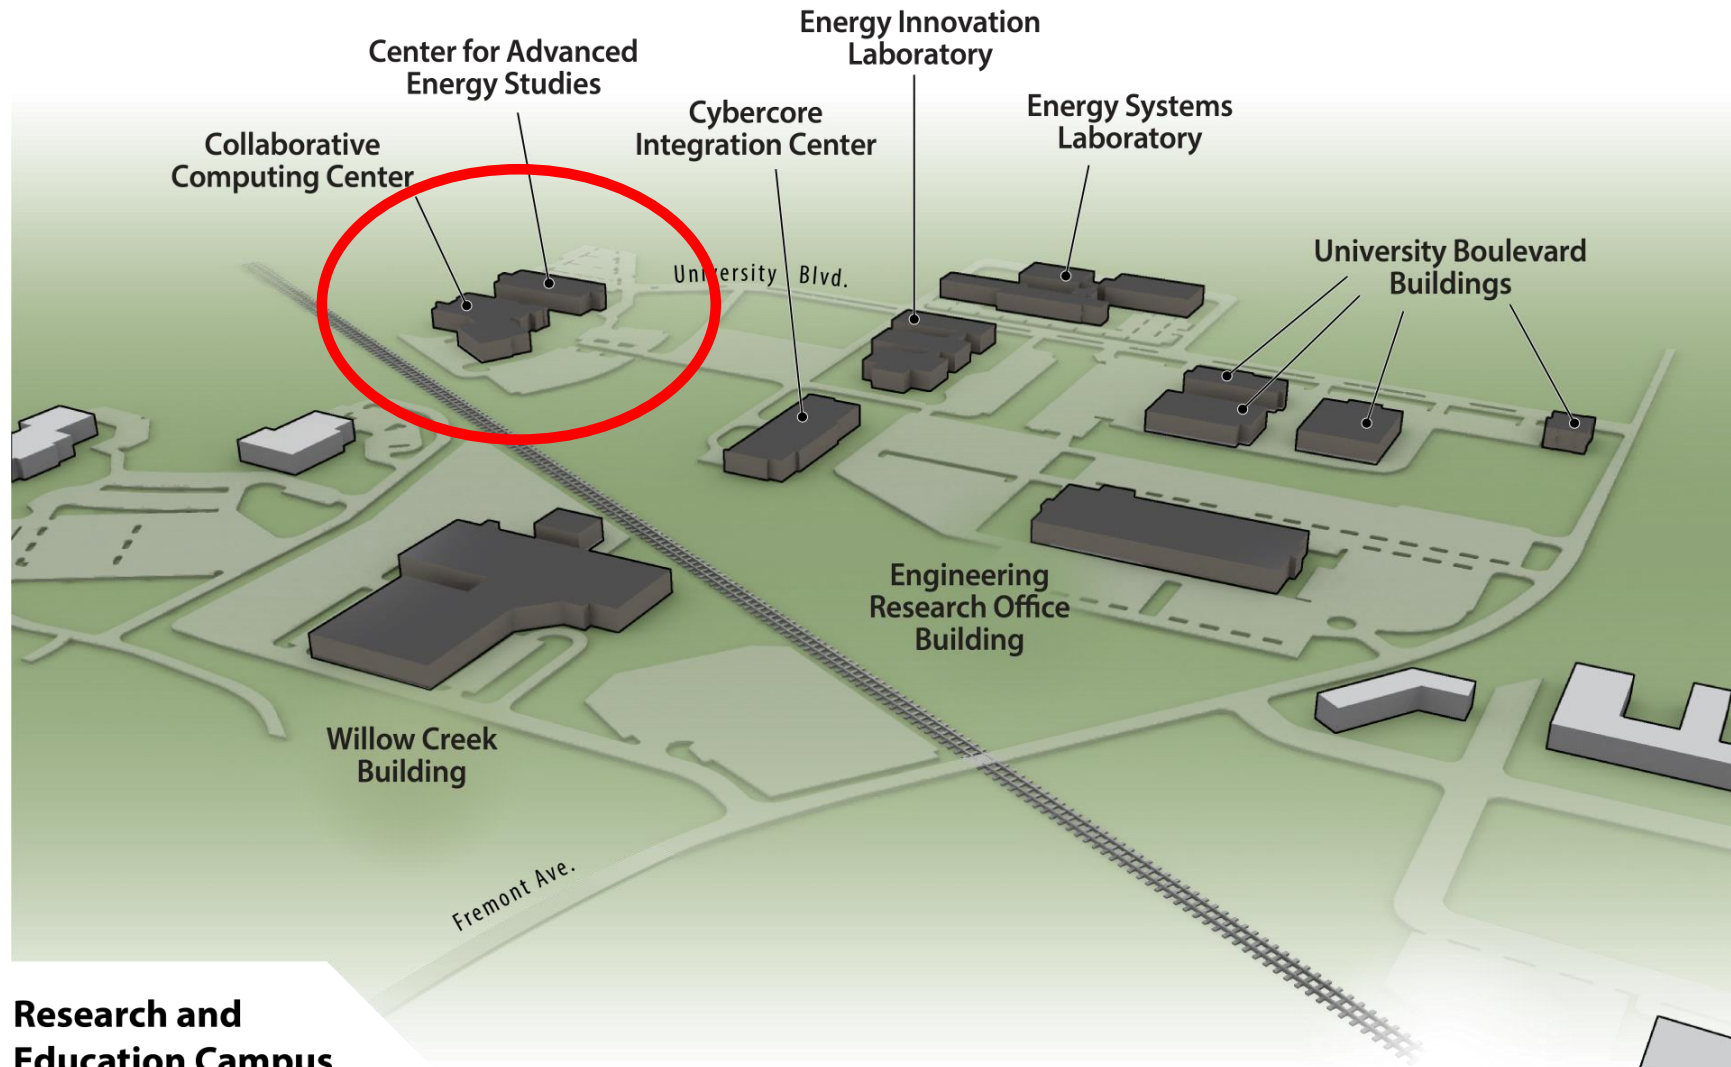 Energy Innovation
Laboratory
Center for Advanced
Energy Studies
Cybercore
Integration Center
Energy Systems
Laboratory
Collaborative
Computing Center
University Blvd.
University Boulevard
Buildings
Engineering
Research Office
Building
Willow Creek
Building
Fremont Ave.
Research and
Education Campus